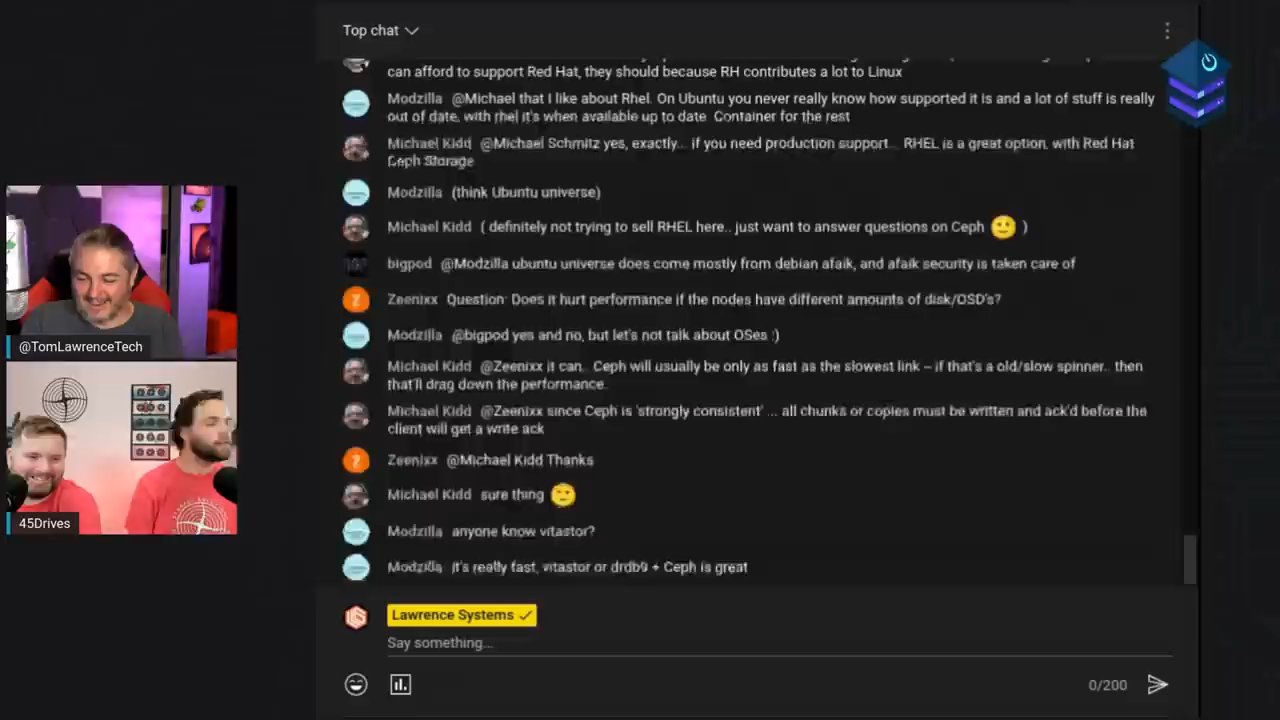 Top chat
can afford to support Red Hat, they should because RH contributes a lot to Linux
Modzilla @Michael that I like about Rhel. On Ubuntu you never really know how supported it is and a lot of stuff is really
out of date, with rhel it's when available up to date Container for the rest
Michael Kidd @Michael Schmitz yes, exactly... if you need production support... RHEL is a great option, with Red Hat
Ceph Storage
Modzilla (think Ubuntu universe)
Michael Kidd ( definitely not trying to sell RHEL here.. just want to answer questions on Ceph 🙂 )
bigpod @Modzilla ubuntu universe does come mostly from debian afaik, and afaik security is taken care of
Zeenixx Question: Does it hurt performance if the nodes have different amounts of disk/OSD's?
Modzilla @bigpod yes and no, but let's not talk about OSes :)
Michael Kidd @Zeenixx it can.. Ceph will usually be only as fast as the slowest link – if that's a old/slow spinner.. then
that'll drag down the performance.
Michael Kidd @Zeenixx since Ceph is 'strongly consistent' ... all chunks or copies must be written and ack'd before the
client will get a write ack
Zeenixx @Michael Kidd Thanks
Michael Kidd sure thing 🙂
Modzilla anyone know vitastor?
Modzilla it's really fast, vitastor or drdb9 + Ceph is great
Lawrence Systems
Say something...
0/200
@TomLawrenceTech
45Drives